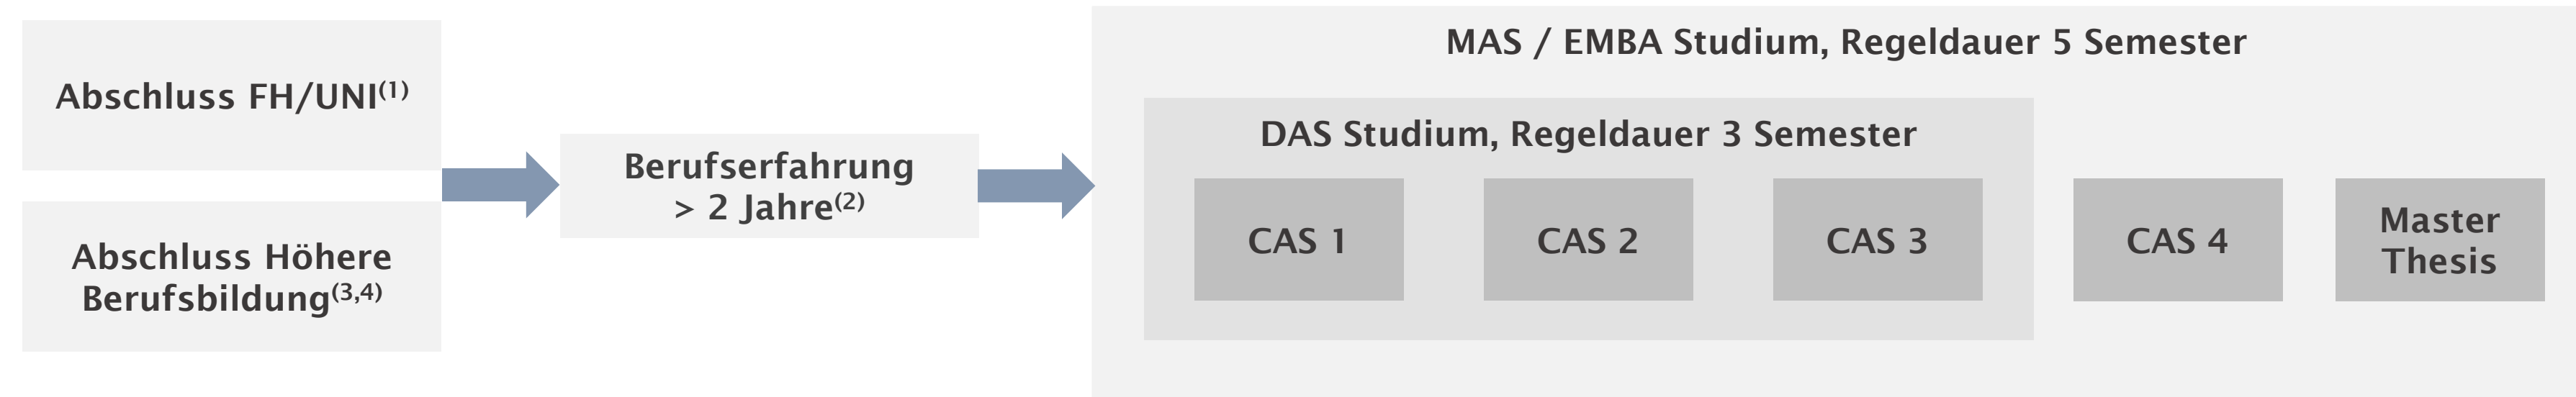 Abschluss FH/UNI(1)
Abschluss Höhere
Berufsbildung(3,4)
Berufserfahrung
> 2 Jahre(2)
MAS / EMBA Studium, Regeldauer 5 Semester
DAS Studium, Regeldauer 3 Semester
CAS 1
CAS 2
CAS 3
CAS 4
Master
Thesis